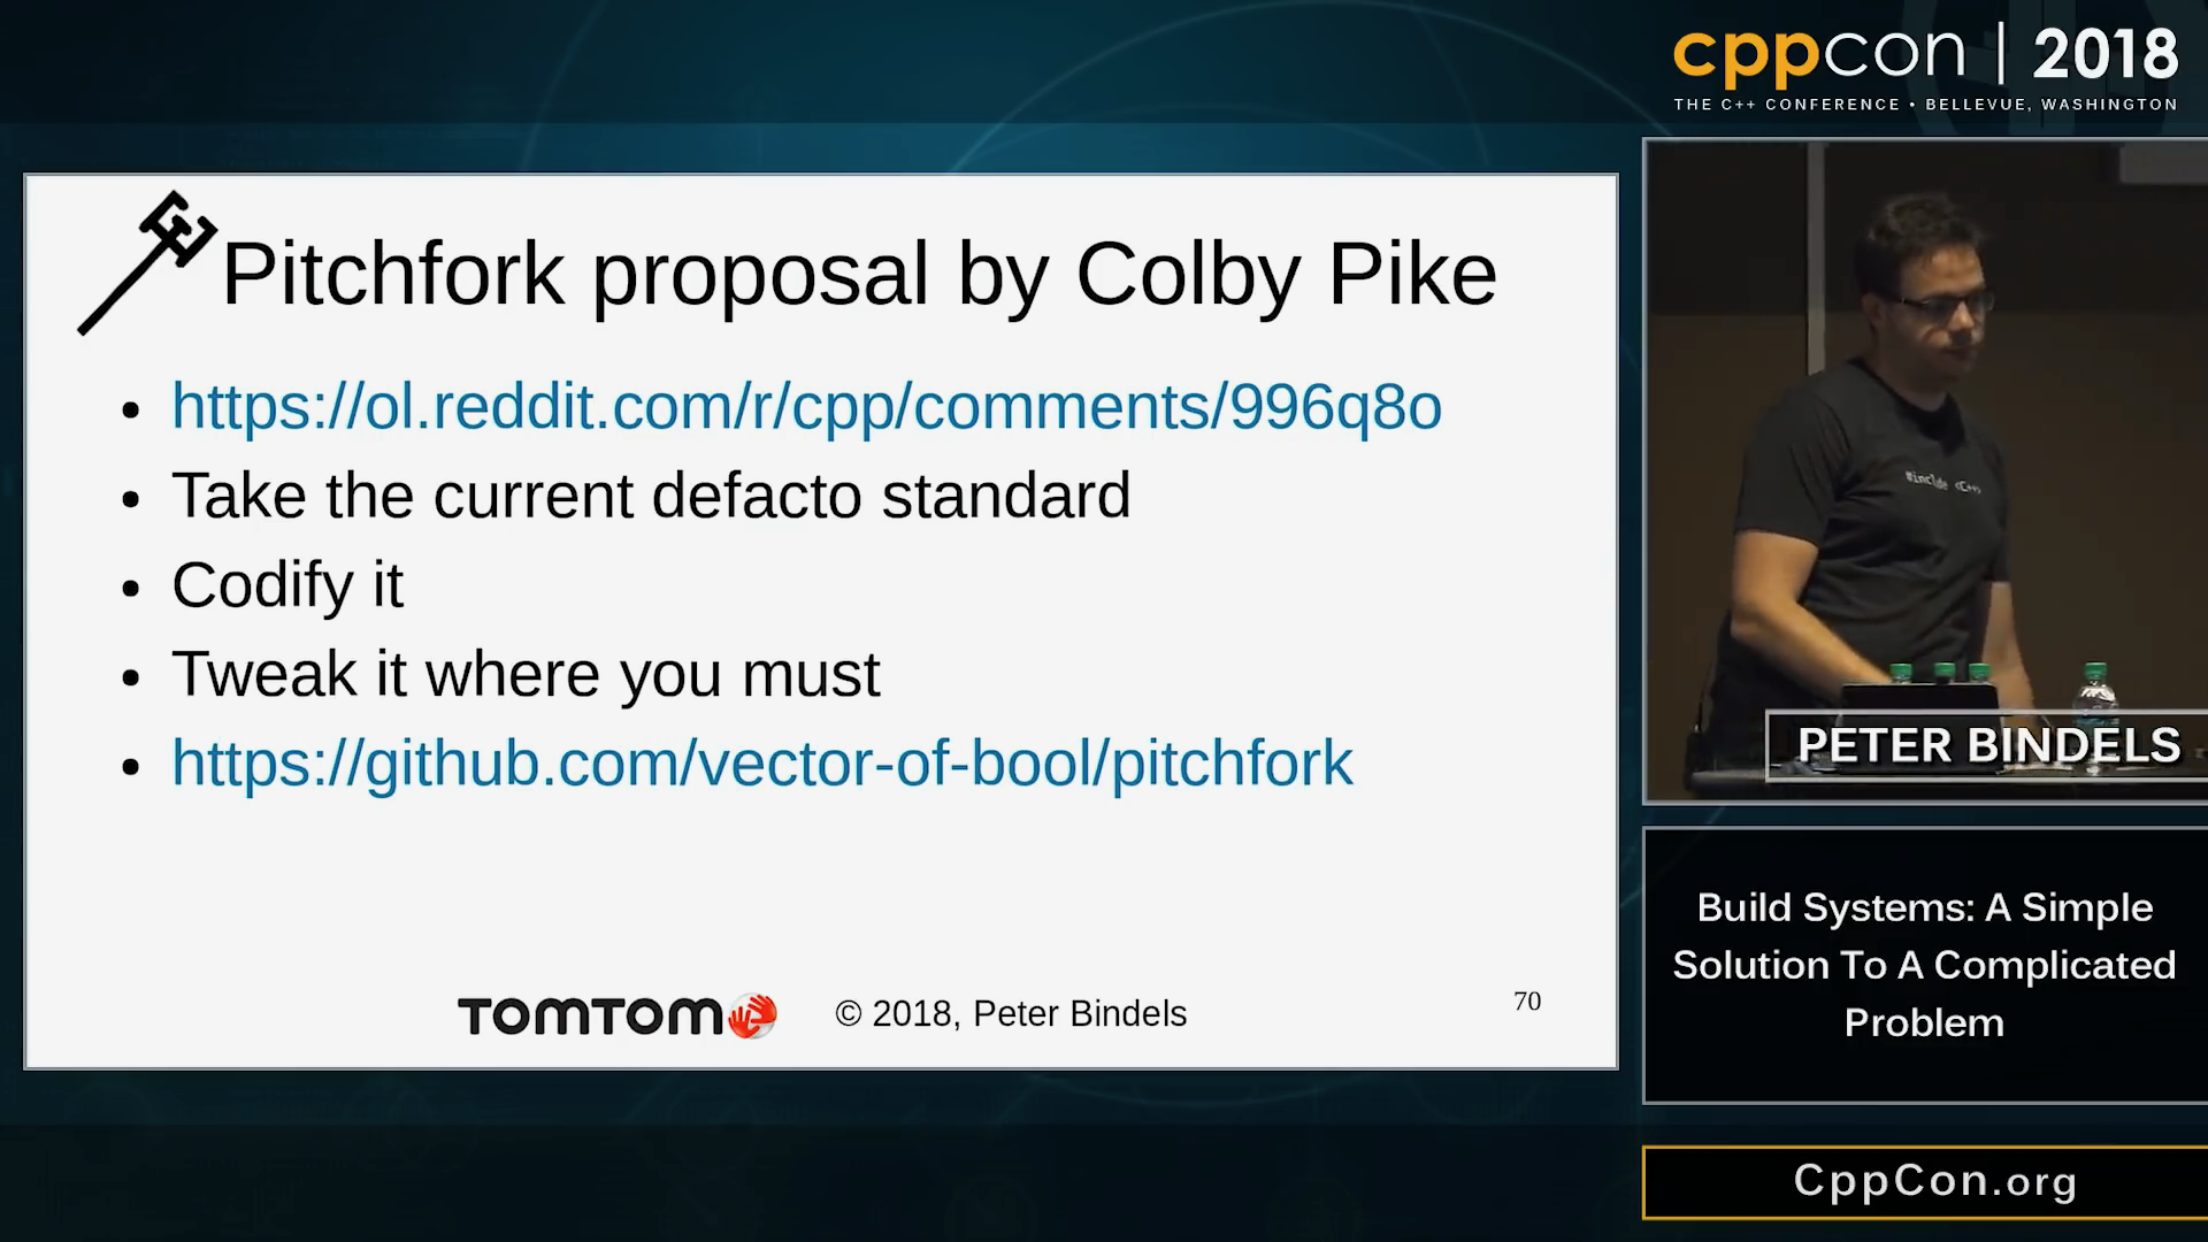 cppcon | 2018
THE C++ CONFERENCE • BELLEVUE, WASHINGTON
Pitchfork proposal by Colby Pike
• https://ol.reddit.com/r/cpp/comments/996q8o
• Take the current defacto standard
• Codify it
• Tweak it where you must
• https://github.com/vector-of-bool/pitchfork
TOMTOM
© 2018, Peter Bindels
70
#include <C++>
PETER BINDELS
Build Systems: A Simple
Solution To A Complicated
Problem
CppCon.org